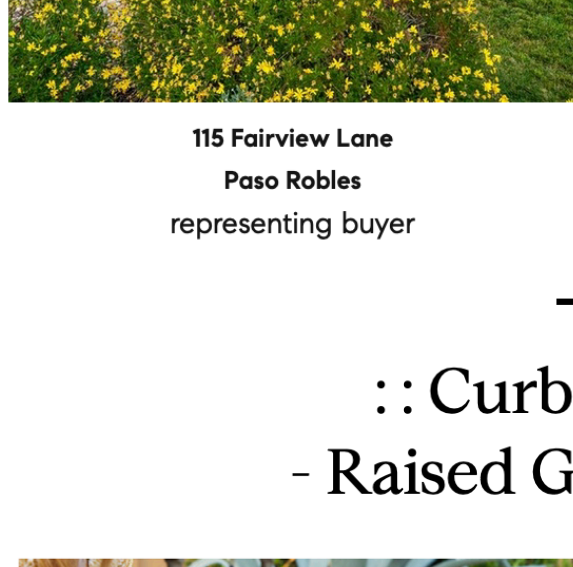 115 Fairview Lane
Paso Robles
representing buyer
: : Curb
- Raised G